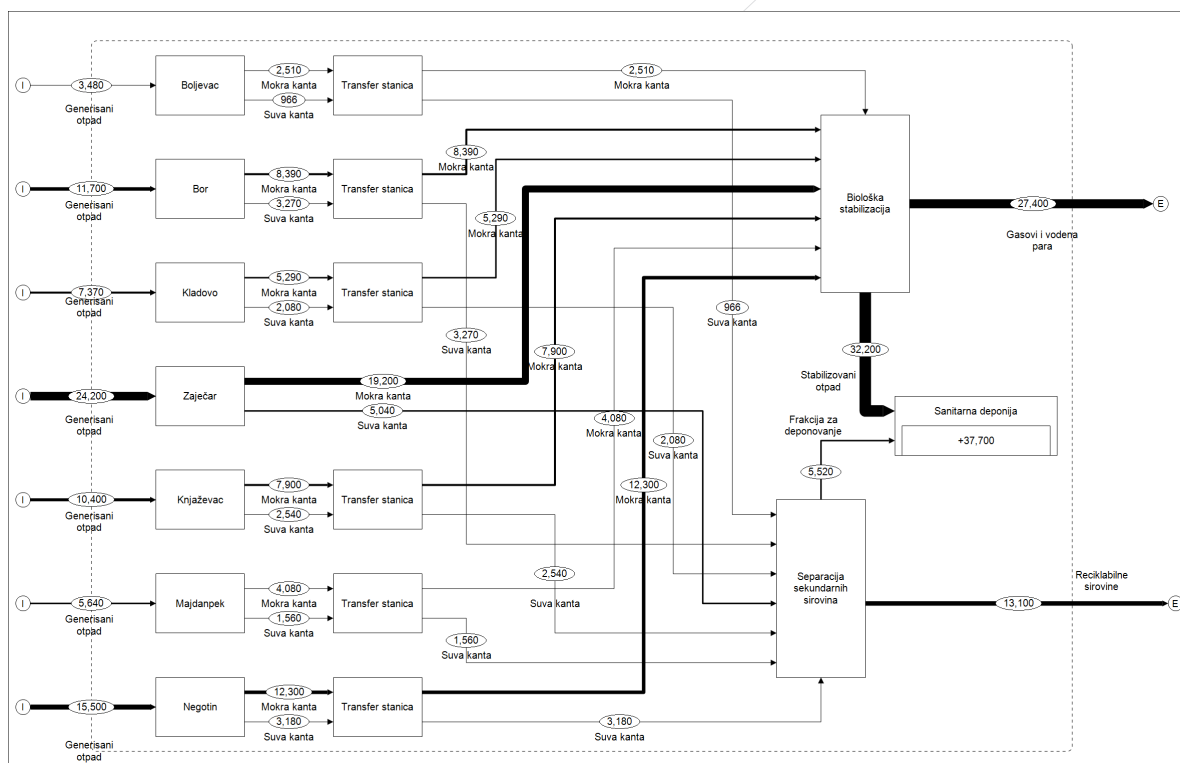 I
3,480
Generisani
otpad
Boljevac
2,510
Mokra kanta
966
Suva kanta
Transfer stanica
2,510
Mokra kanta
I
11,700
Generisani
otpad
Bor
8,390
Mokra kanta
3,270
Suva kanta
Transfer stanica
8,390
Mokra kanta
I
7,370
Generisani
otpad
Kladovo
5,290
Mokra kanta
2,080
Suva kanta
Transfer stanica
5,290
Mokra kanta
3,270
Suva kanta
966
Suva kanta
I
24,200
Generisani
otpad
Zaječar
19,200
Mokra kanta
5,040
Suva kanta
7,900
Mokra kanta
4,080
Mokra kanta
2,080
Suva kanta
12,300
Mokra kanta
I
10,400
Generisani
otpad
Knjaževac
7,900
Mokra kanta
2,540
Suva kanta
Transfer stanica
2,540
Suva kanta
I
5,640
Generisani
otpad
Majdanpek
4,080
Mokra kanta
1,560
Suva kanta
Transfer stanica
1,560
Suva kanta
I
15,500
Generisani
otpad
Negotin
12,300
Mokra kanta
3,180
Suva kanta
Transfer stanica
3,180
Suva kanta
Biološka
stabilizacija
27,400
Gasovi i vodena
para
E
32,200
Stabilizovani
otpad
Sanitarna deponija
+37,700
Frakcija za
deponovanje
5,520
Separacija
sekundarnih
sirovina
13,100
Reciklabilne
sirovine
E